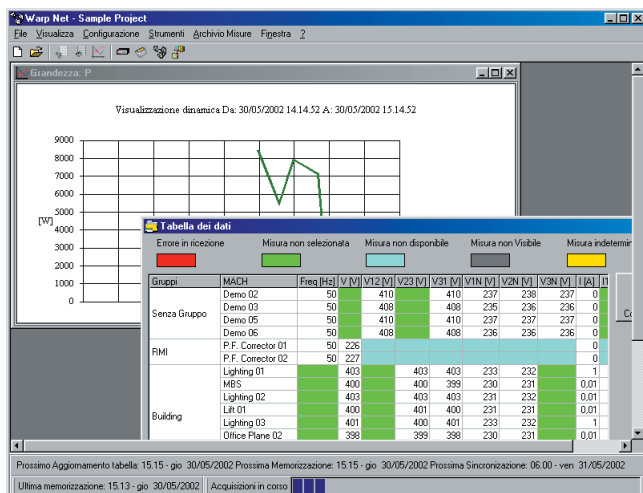 Warp Net - Sample Project
File Visualizza Configurazione Strumenti Archivio Misure Finestra ?
Grandezza: P
Visualizzazione dinamica Da: 30/05/2002 14.14.52 A: 30/05/2002 15.14.52
9000
8000
7000
6000
5000
[W]
4000
3000
2000
1000
0
Tabella dei dati
Errore in ricezione Misura non selezionata Misura non disponibile Misura non Visibile Misura indetermin
Gruppi MACH Freq [Hz] V [V] V12 [V] V23 [V] V31 [V] V1N [V] V2N [V] V3N [V] I [A] I1
Demo 02 50 410 410 237 238 237 0
Senza Gruppo Demo 03 50 408 408 235 236 236 0
Demo 05 50 410 410 237 237 237 0
Demo 06 50 408 408 236 236 236 0
RMI P.F. Corrector 01 50 226 0
P.F. Corrector 02 50 227 0
Lighting 01 403 403 403 233 232 1
MBS 400 400 399 230 231 0,01
Lighting 02 403 403 403 231 232 0,01
Building Lift 01 400 401 400 231 231 0,01
Lighting 03 401 400 401 233 232 1
Office Plane 02 398 399 398 230 231 0,01
Co
Prossimo Aggiornamento tabella: 15.15 - gio 30/05/2002 Prossima Memorizzazione: 15.15 - gio 30/05/2002 Prossima Sincronizzazione: 06.00 - ven 31/05/2002
Ultima memorizzazione: 15.13 - gio 30/05/2002 Acquisizioni in corso